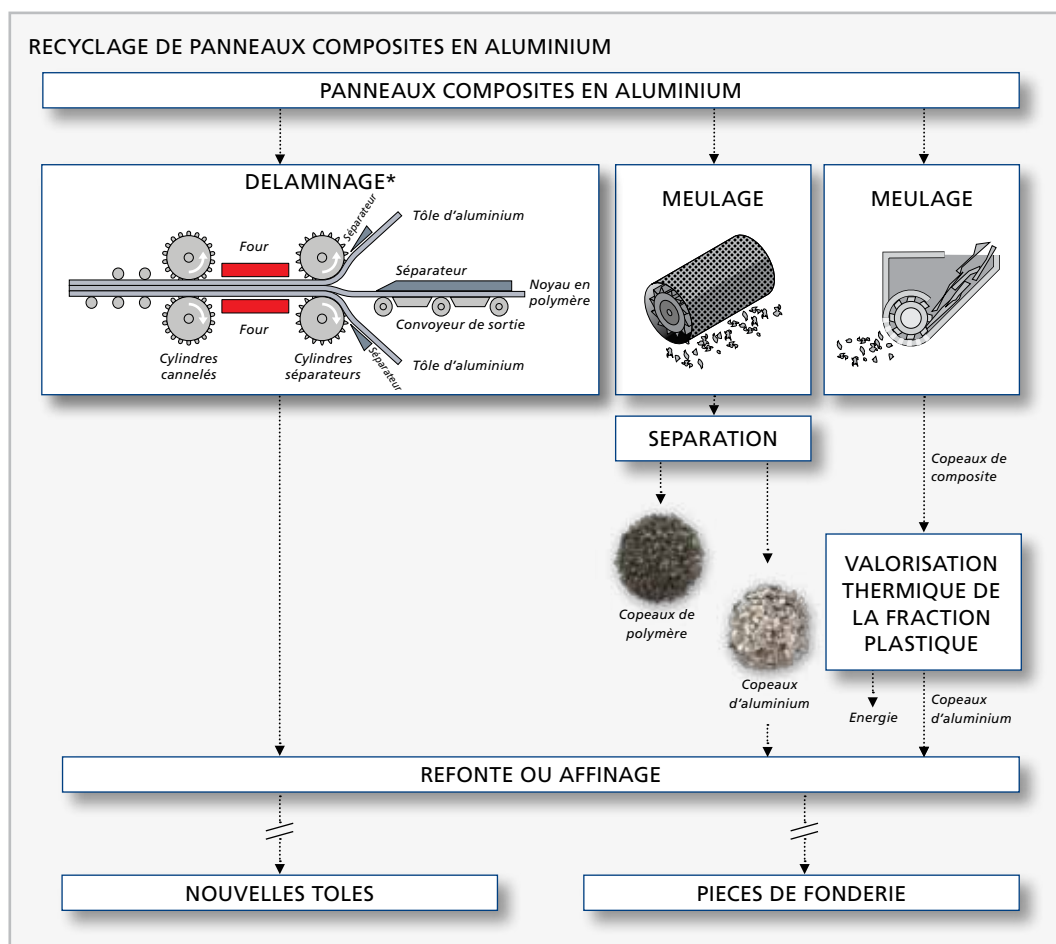 RECYCLAGE DE PANNEAUX COMPOSITES EN ALUMINIUM
PANNEAUX COMPOSITES EN ALUMINIUM
DELAMINAGE*
Séparateur
Tôle d'aluminium
Four
Séparateur
Noyau en
polymère
Four
Convoyeur de sortie
Cylindres
cannelés
Cylindres
séparateurs
Séparateur
Tôle d'aluminium
MEULAGE
MEULAGE
SEPARATION
Copeaux de
composite
Copeaux de
polymère
Copeaux
d'aluminium
VALORISATION
THERMIQUE DE
LA FRACTION
PLASTIQUE
Energie
Copeaux
d'aluminium
REFONTE OU AFFINAGE
NOUVELLES TOLES
PIECES DE FONDERIE